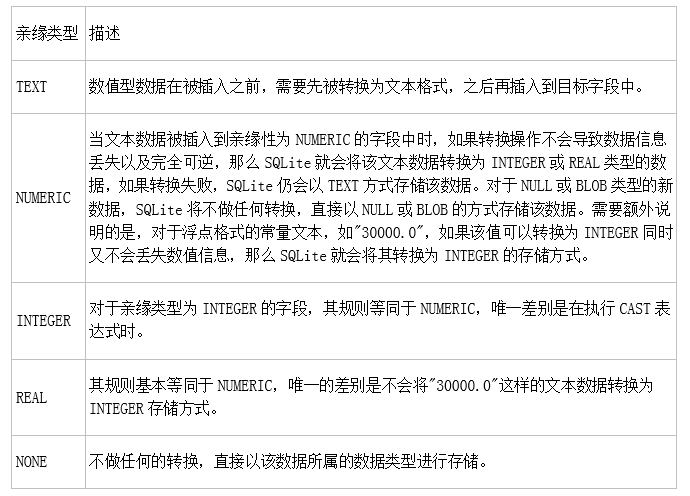 亲缘类型 描述
TEXT 数值型数据在被插入之前，需要先被转换为文本格式，之后再插入到目标字段中。
当文本数据被插入到亲缘性为 NUMERIC 的字段中时，如果转换操作不会导致数据信息
丢失以及完全可逆，那么 SQLite 就会将该文本数据转换为 INTEGER 或 REAL 类型的数
据，如果转换失败，SQLite 仍会以 TEXT 方式存储该数据。对于 NULL 或 BLOB 类型的新
NUMERIC 数据，SQLite 将不做任何转换，直接以 NULL 或 BLOB 的方式存储该数据。需要额外说
明的是，对于浮点格式的常量文本，如"30000.0"，如果该值可以转换为 INTEGER 同时
又不会丢失数值信息，那么 SQLite 就会将其转换为 INTEGER 的存储方式。
INTEGER 对于亲缘类型为 INTEGER 的字段，其规则等同于 NUMERIC，唯一差别是在执行 CAST 表
达式时。
REAL 其规则基本等同于 NUMERIC，唯一的差别是不会将"30000.0"这样的文本数据转换为
INTEGER 存储方式。
NONE 不做任何的转换，直接以该数据所属的数据类型进行存储。